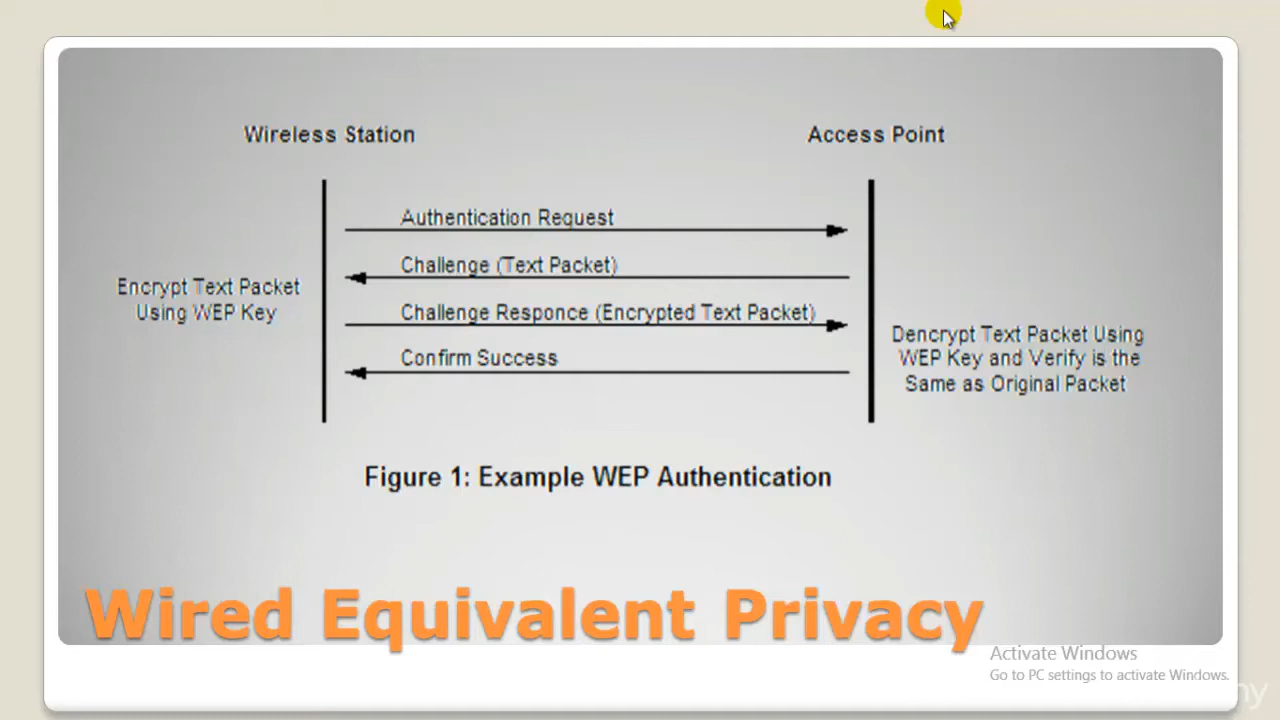 Wireless Station
Access Point
Authentication Request
Challenge (Text Packet)
Encrypt Text Packet
Using WEP Key
Challenge Responce (Encrypted Text Packet)
Dencrypt Text Packet Using
WEP Key and Verify is the
Same as Original Packet
Confirm Success
Figure 1: Example WEP Authentication
Wired Equivalent Privacy
Activate Windows
Go to PC settings to activate Windows.